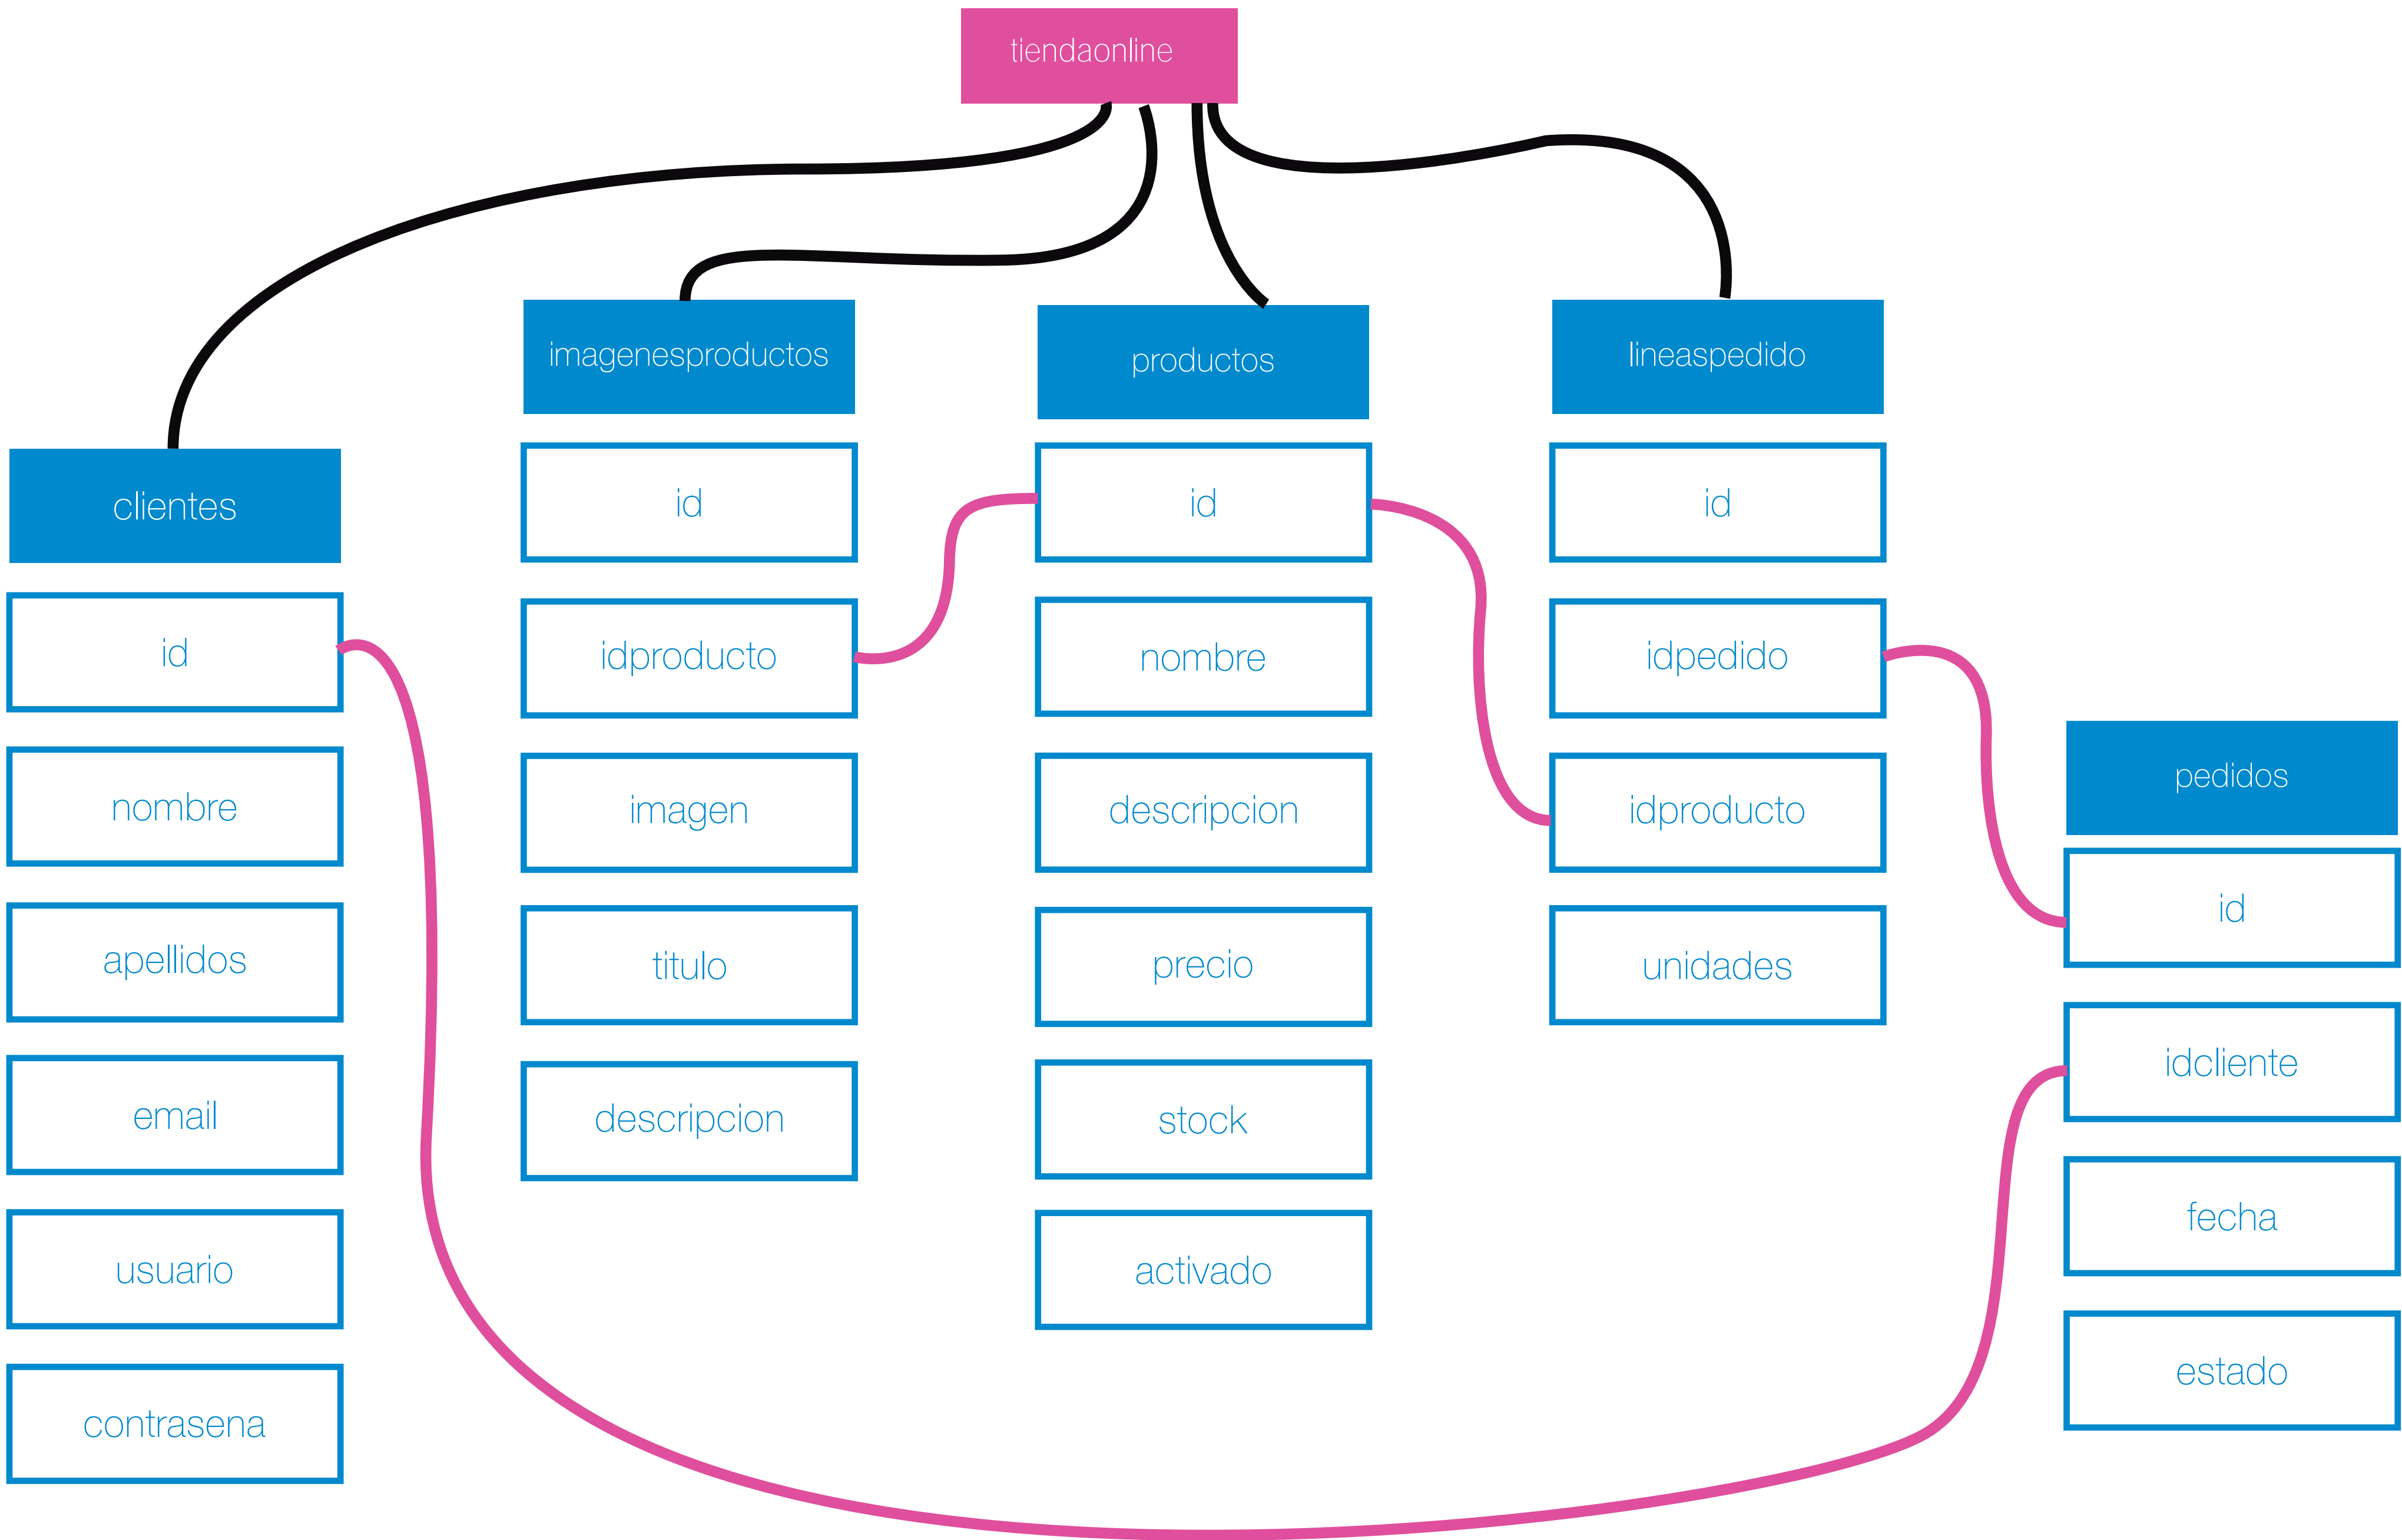 tiendaonline
clientes
id
nombre
apellidos
email
usuario
contrasena
imagenesproductos
id
idproducto
imagen
titulo
descripcion
productos
id
nombre
descripcion
precio
stock
activado
lineaspedido
id
idpedido
idproducto
unidades
pedidos
id
idcliente
fecha
estado